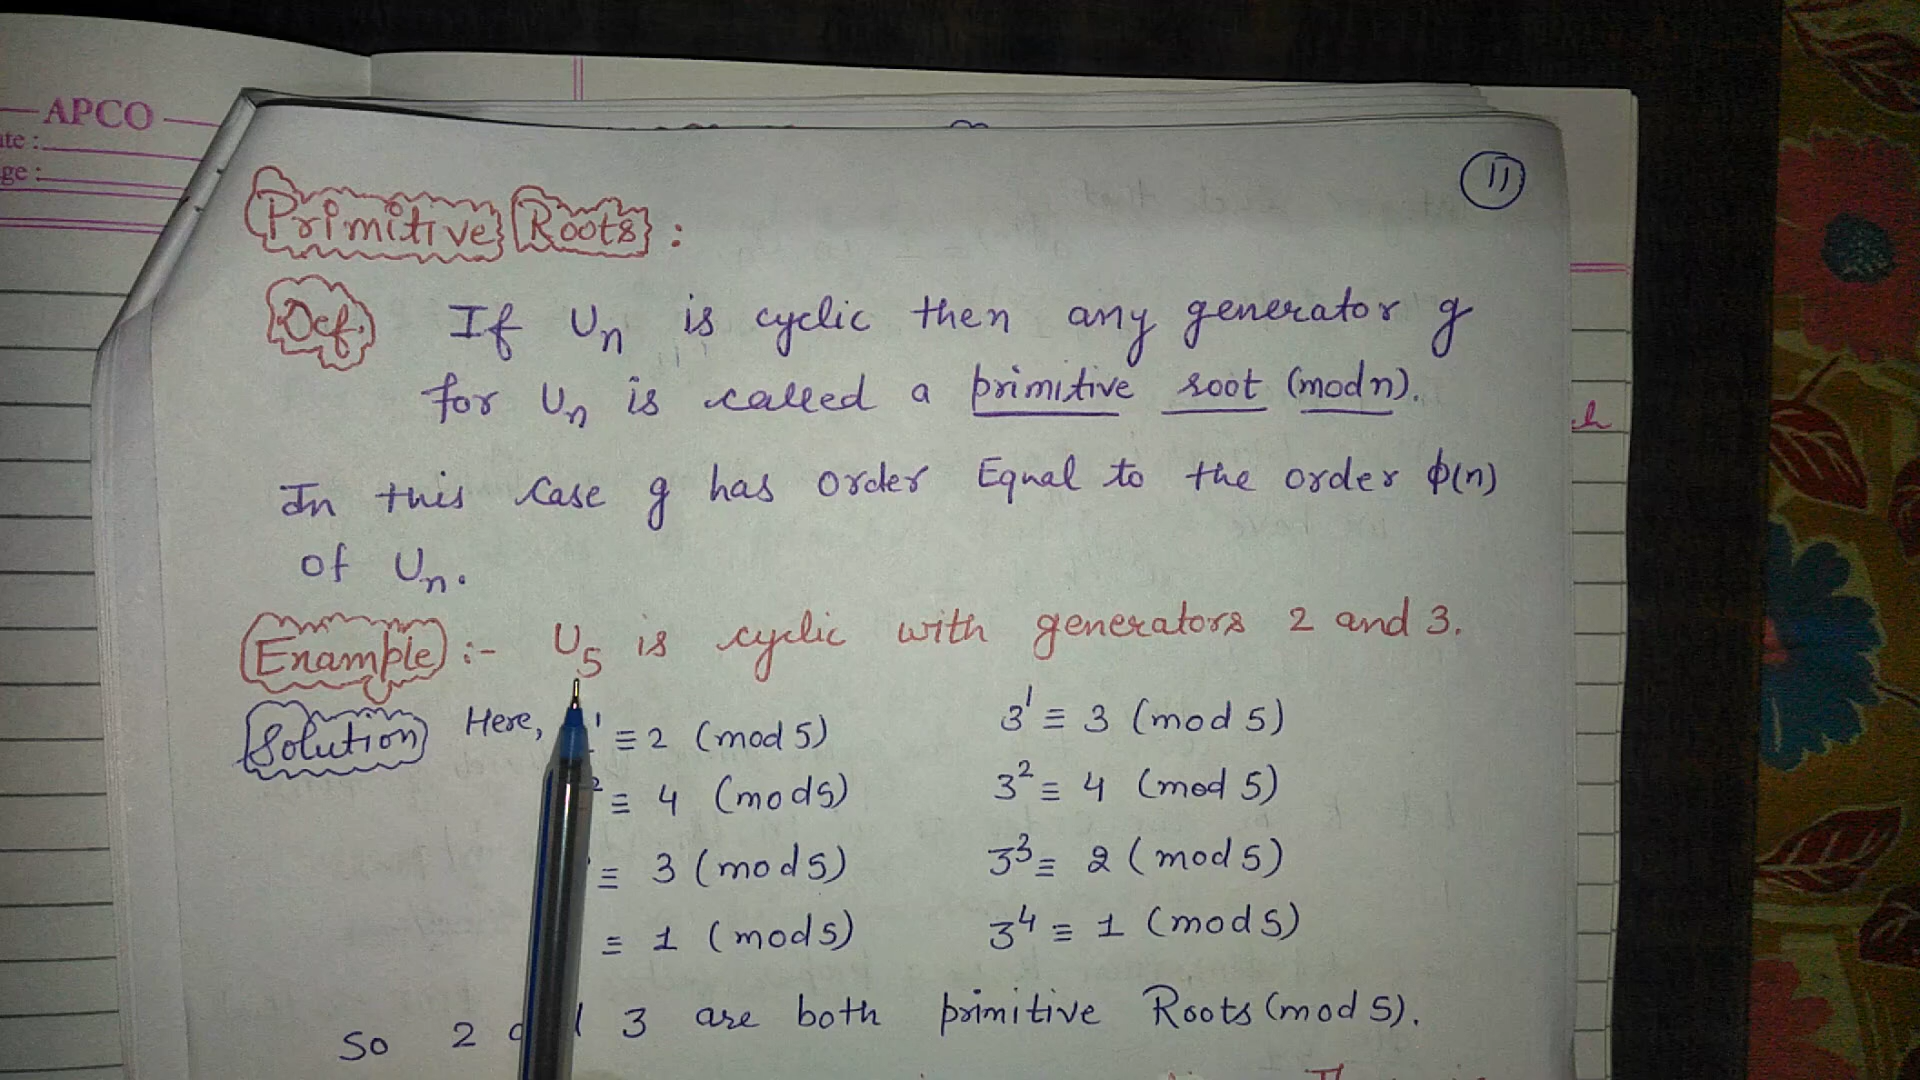 APCO
11
Primitive Roots :
Def. If Un is cyclic then any generator g
for Un is called a primitive root (mod n).
In this case g has order Equal to the order φ(n)
of Un.
Example :- U5 is cyclic with generators 2 and 3.
Solution Here, ¹ ≡ 2 (mod 5) 3¹ ≡ 3 (mod 5)
² ≡ 4 (mod 5) 3² ≡ 4 (mod 5)
≡ 3 (mod 5) 3³ ≡ 2 (mod 5)
≡ 1 (mod 5) 3⁴ ≡ 1 (mod 5)
So 2 3 are both primitive Roots (mod 5).